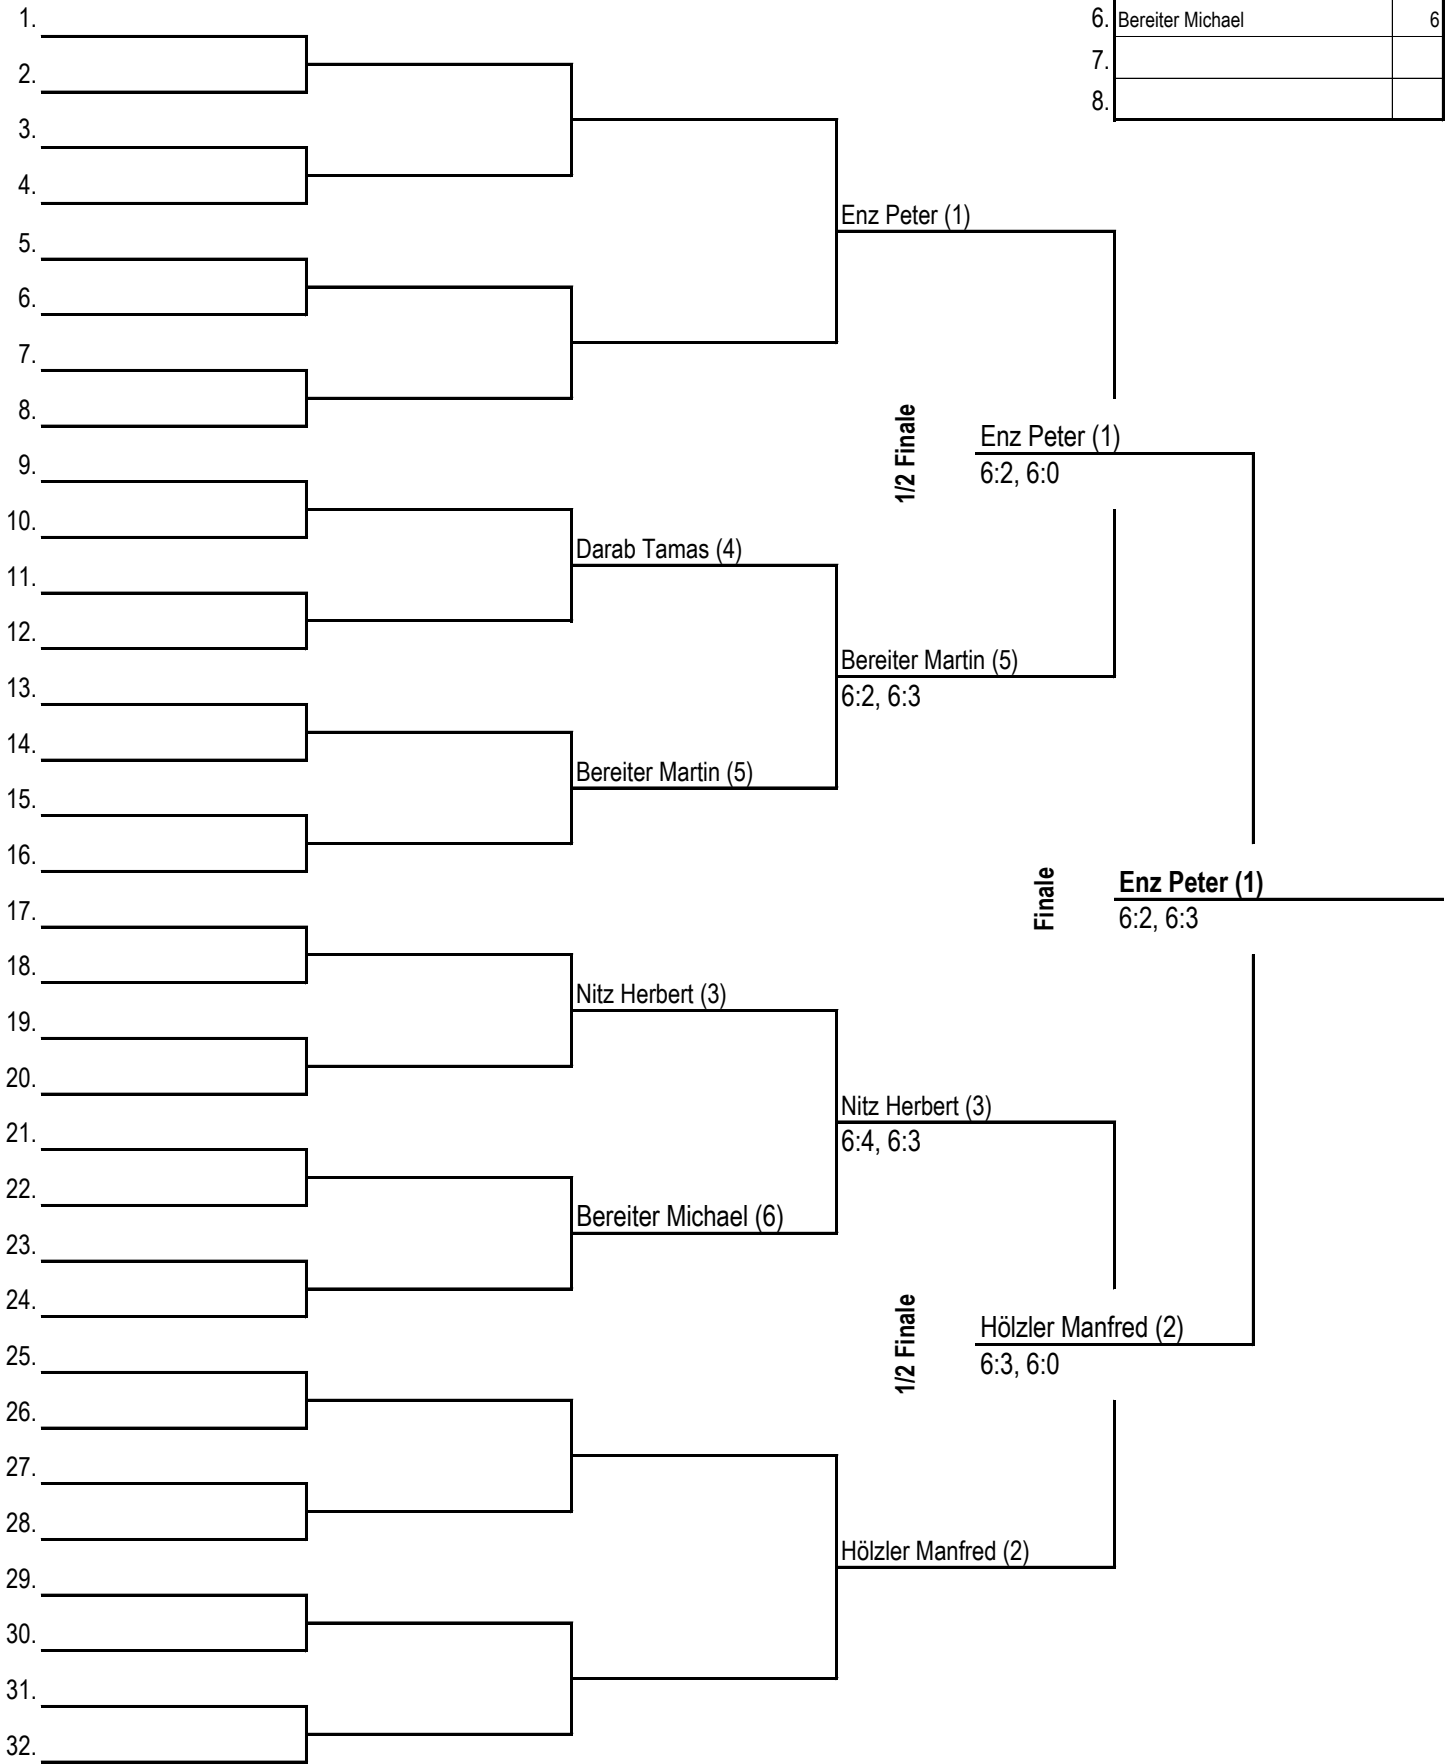 1.
6. Bereiter Michael 6
2.
7.
8.
3.
4.
Enz Peter (1)
5.
6.
7.
8.
1/2 Finale
Enz Peter (1)
6:2, 6:0
9.
10.
Darab Tamas (4)
11.
12.
Bereiter Martin (5)
6:2, 6:3
13.
14.
Bereiter Martin (5)
15.
16.
Finale
Enz Peter (1)
6:2, 6:3
17.
18.
Nitz Herbert (3)
19.
20.
Nitz Herbert (3)
6:4, 6:3
21.
22.
Bereiter Michael (6)
23.
24.
1/2 Finale
Hölzler Manfred (2)
6:3, 6:0
25.
26.
27.
28.
Hölzler Manfred (2)
29.
30.
31.
32.